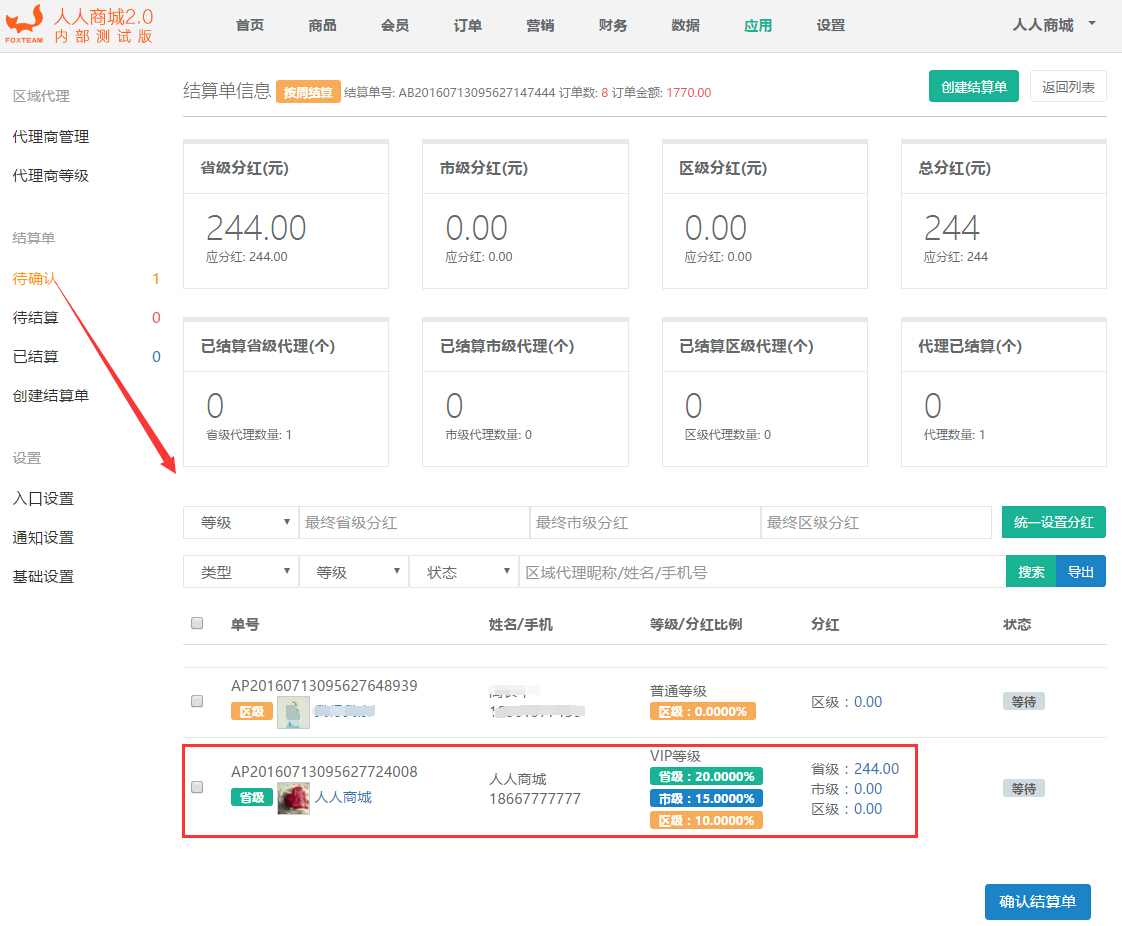 人人商城2.0
内部测试版
FOXTEAM
首页 商品 会员 订单 营销 财务 数据 应用 设置 人人商城
区域代理
代理商管理
代理商等级
结算单
待确认 1
待结算 0
已结算 0
创建结算单
设置
入口设置
通知设置
基础设置
结算单信息 按周结算 结算单号: AB20160713095627147444 订单数: 8 订单金额: 1770.00 创建结算单 返回列表
省级分红(元) 市级分红(元) 区级分红(元) 总分红(元)
244.00 0.00 0.00 244
应分红: 244.00 应分红: 0.00 应分红: 0.00 应分红: 244
已结算省级代理(个) 已结算市级代理(个) 已结算区级代理(个) 代理已结算(个)
0 0 0 0
省级代理数量: 1 市级代理数量: 0 区级代理数量: 0 代理数量: 1
等级 最终省级分红 最终市级分红 最终区级分红 统一设置分红
类型 等级 状态 区域代理昵称/姓名/手机号 搜索 导出
单号 姓名/手机 等级/分红比例 分红 状态
AP20160713095627648939 普通等级
区级 区级：0.0000% 区级：0.00 等待
AP20160713095627724008 人人商城 VIP等级 省级：244.00 等待
省级 人人商城 18667777777 省级：20.0000% 市级：0.00
市级：15.0000% 区级：0.00
区级：10.0000%
确认结算单